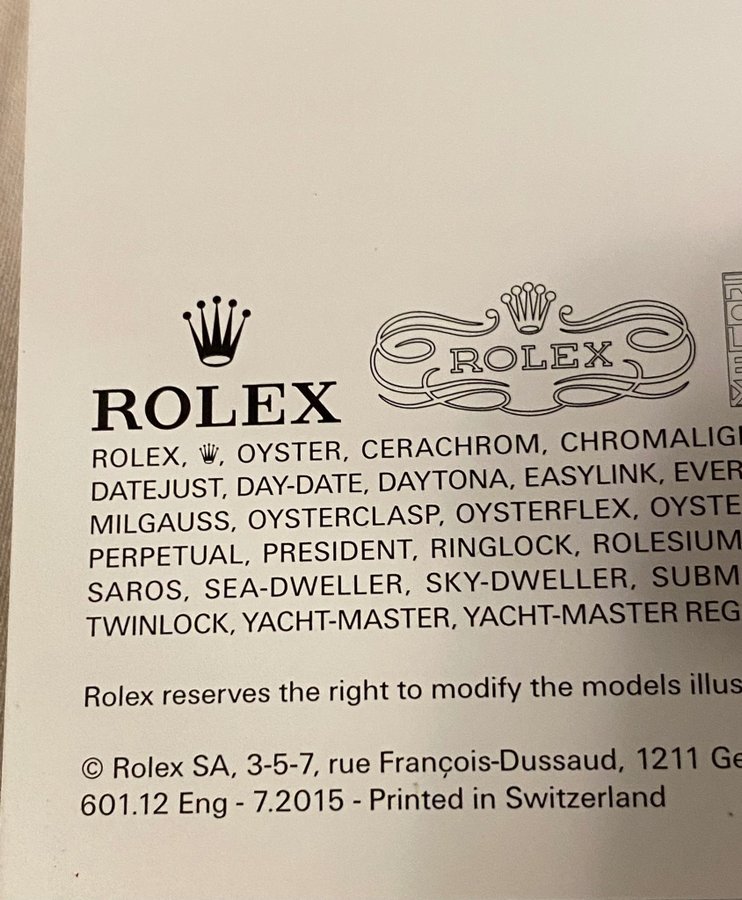 ROLEX
ROLEX
ROLEX
ROLEX, OYSTER, CERACHROM,
DATEJUST, DAY-DATE, DAYTONA, EASYLINK,
MILGAUSS, OYSTERCLASP, OYSTERFLEX,
PERPETUAL, PRESIDENT, RINGLOCK, ROLESIUM
SAROS, SEA-DWELLER, SKY-DWELLER,
TWINLOCK, YACHT-MASTER, YACHT-MASTER
Rolex reserves the right to modify the models
© Rolex SA, 3-5-7, rue François-Dussaud, 1211
601.12 Eng - 7.2015 - Printed in Switzerland